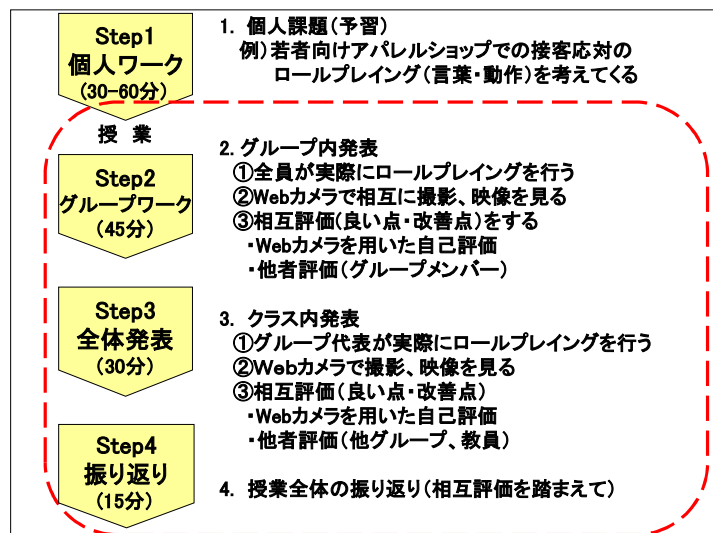 Step1
個人ワーク
(30-60分)
1. 個人課題(予習)
例)若者向けアパレルショップでの接客応対の
ロールプレイング(言葉・動作)を考えてくる
授 業
Step2
グループワーク
(45分)
2. グループ内発表
①全員が実際にロールプレイングを行う
②Webカメラで相互に撮影、映像を見る
③相互評価(良い点・改善点)をする
・Webカメラを用いた自己評価
・他者評価(グループメンバー)
Step3
全体発表
(30分)
3. クラス内発表
①グループ代表が実際にロールプレイングを行う
②Webカメラで撮影、映像を見る
③相互評価(良い点・改善点)
・Webカメラを用いた自己評価
・他者評価(他グループ、教員)
Step4
振り返り
(15分)
4. 授業全体の振り返り(相互評価を踏まえて)